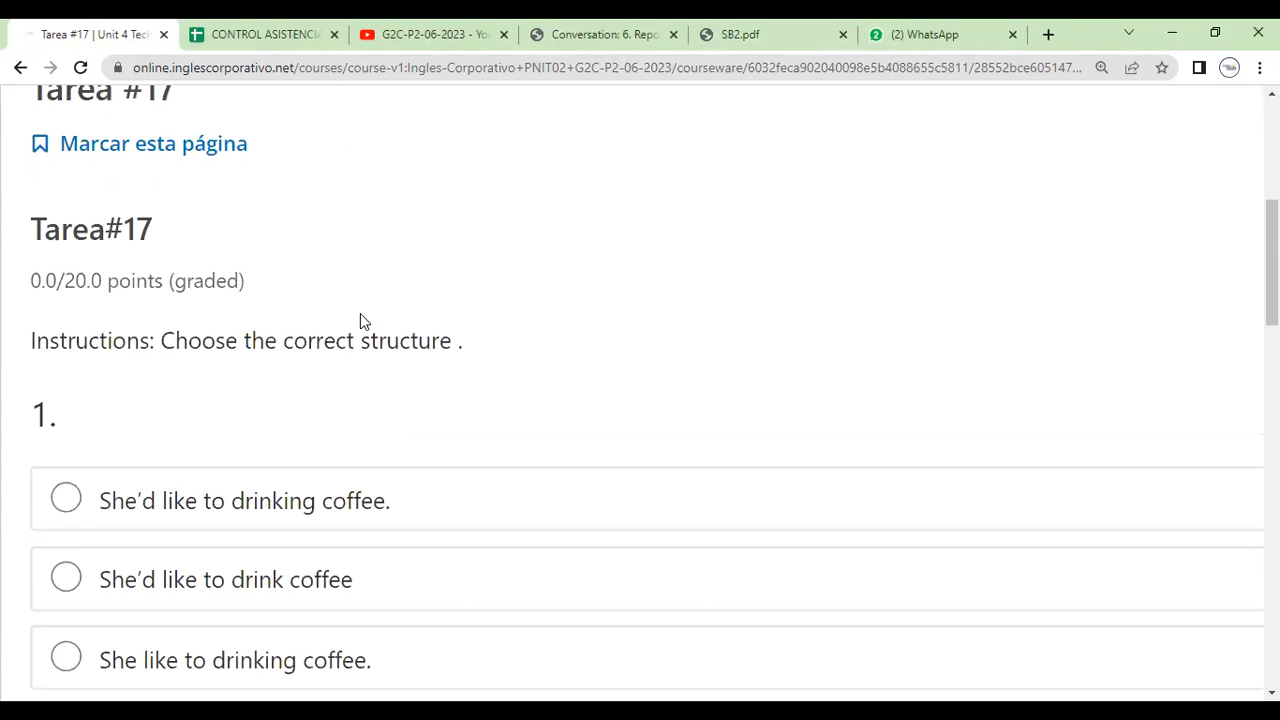 Tarea #17 | Unit 4 Tec
CONTROL ASISTENCI
G2C-P2-06-2023 - Yo
Conversation: 6. Repo
SB2.pdf
2 (2) WhatsApp
online.inglescorporativo.net/courses/course-v1:Ingles-Corporativo+PNIT02+G2C-P2-06-2023/courseware/6032feca902040098e5b4088655c5811/28552bce605147...
Tarea #17
Marcar esta página
Tarea#17
0.0/20.0 points (graded)
Instructions: Choose the correct structure .
1.
She’d like to drinking coffee.
She’d like to drink coffee
She like to drinking coffee.